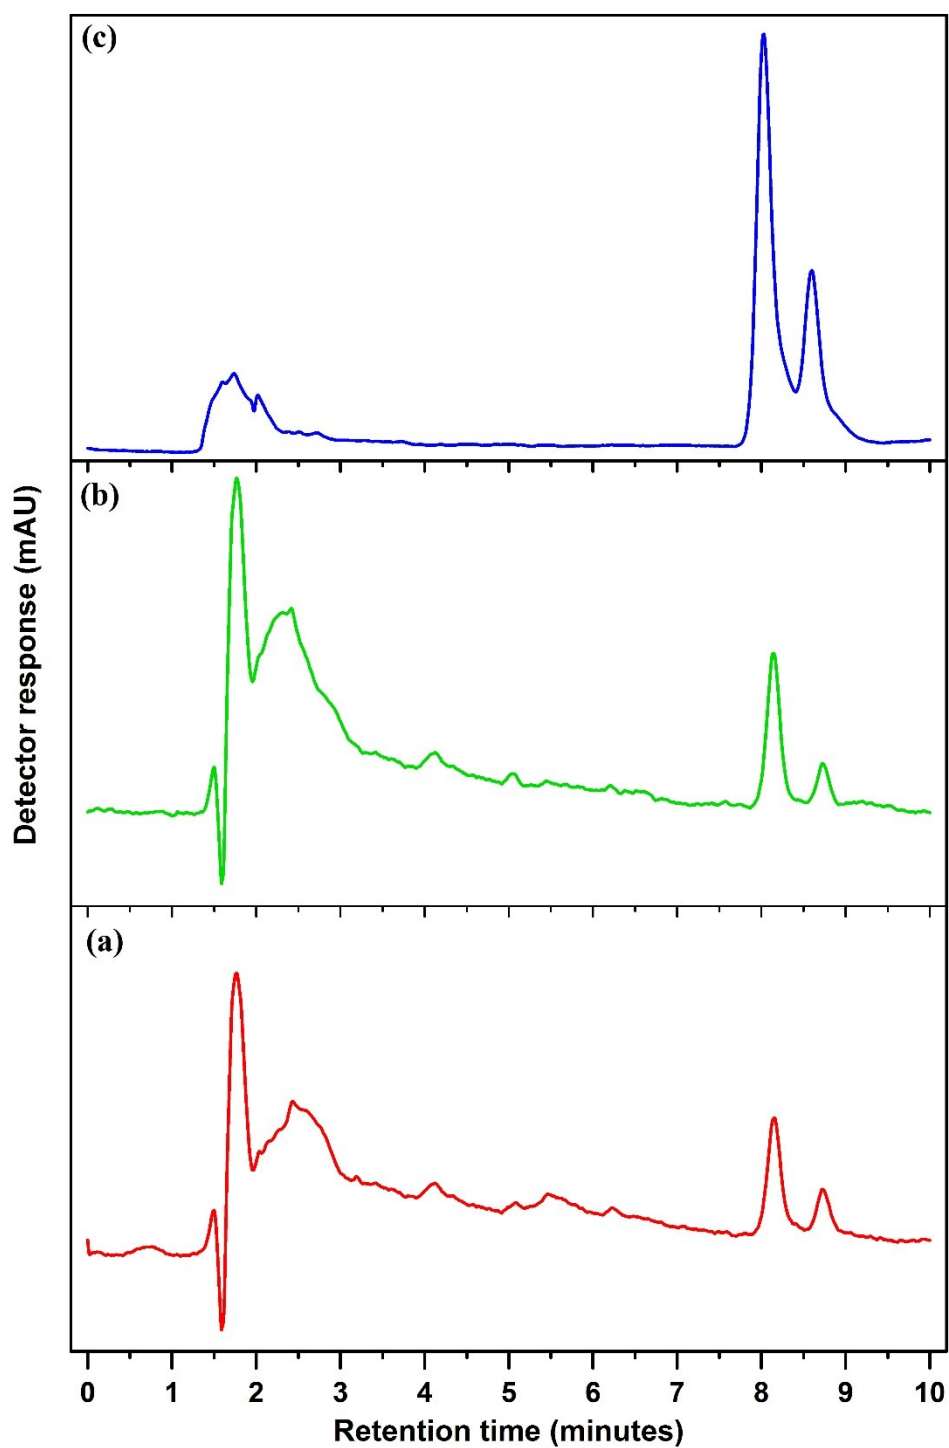 (c)
(b)
(a)
Detector response (mAU)
0 1 2 3 4 5 6 7 8 9 10
Retention time (minutes)